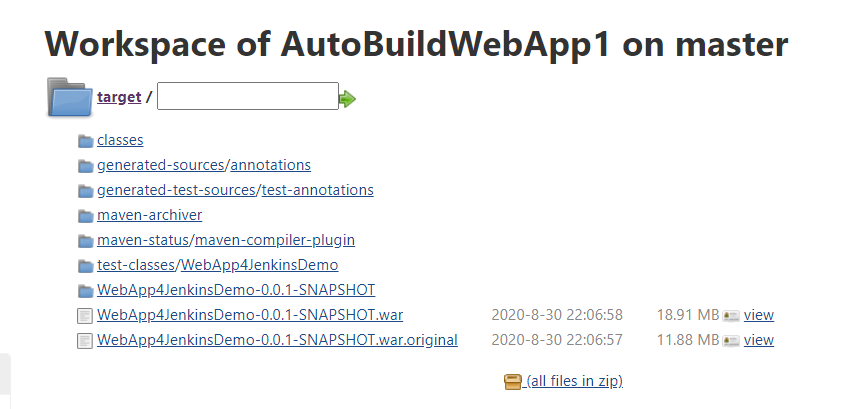 Workspace of AutoBuildWebApp1 on master
target /
classes
generated-sources/annotations
generated-test-sources/test-annotations
maven-archiver
maven-status/maven-compiler-plugin
test-classes/WebApp4JenkinsDemo
WebApp4JenkinsDemo-0.0.1-SNAPSHOT
WebApp4JenkinsDemo-0.0.1-SNAPSHOT.war 2020-8-30 22:06:58 18.91 MB view
WebApp4JenkinsDemo-0.0.1-SNAPSHOT.war.original 2020-8-30 22:06:57 11.88 MB view
(all files in zip)